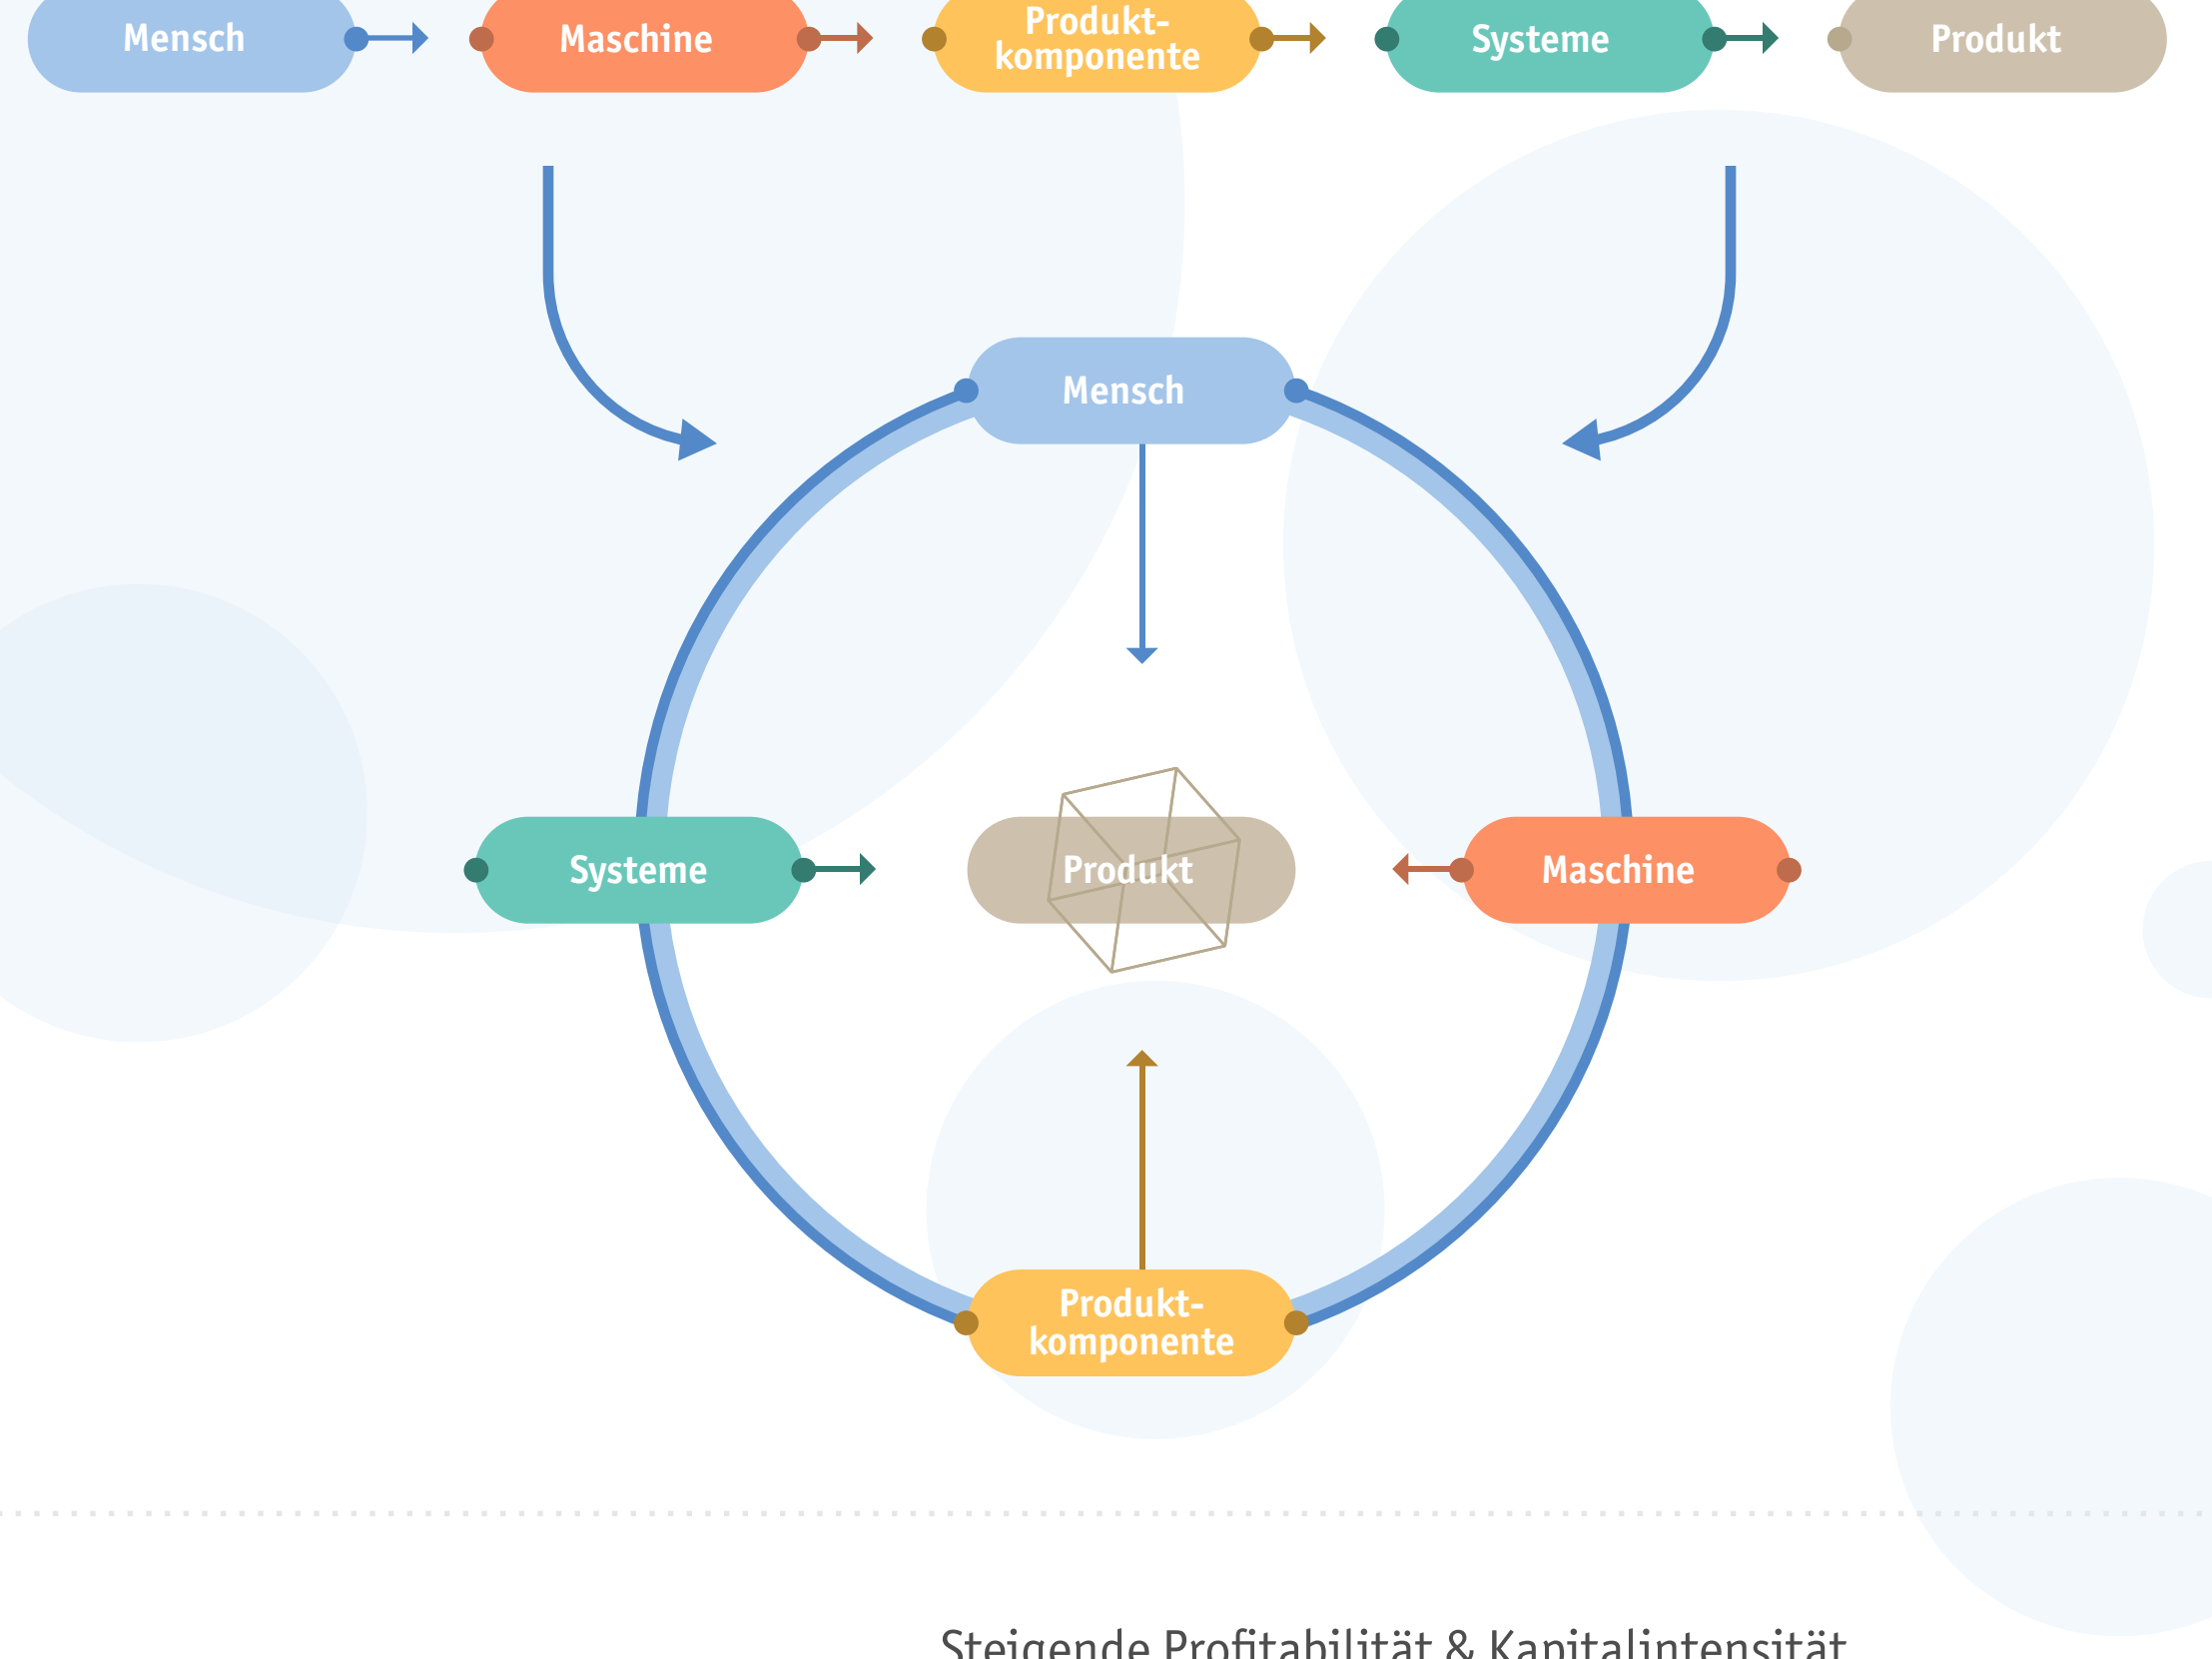 Mensch
Maschine
Produkt-
komponente
Systeme
Produkt
Mensch
Systeme
Produkt
Maschine
Produkt-
komponente
Steigende Profitabilität & Kapitalintensität